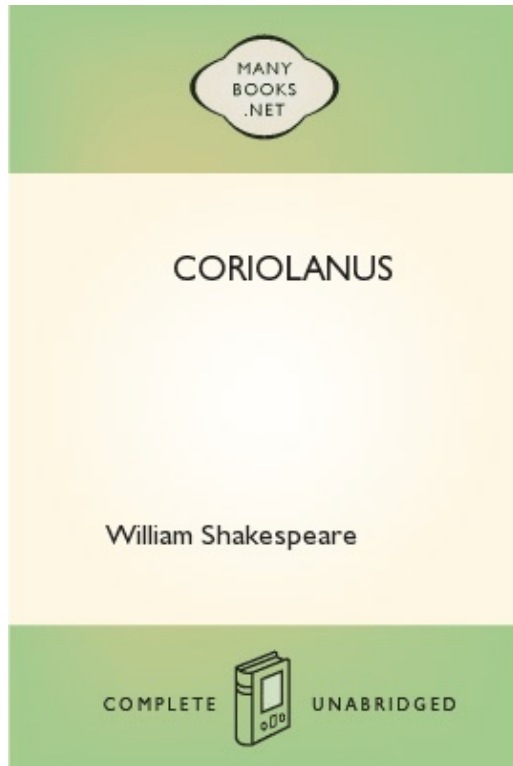 MANY
BOOKS
.NET
CORIOLANUS
William Shakespeare
COMPLETE UNABRIDGED